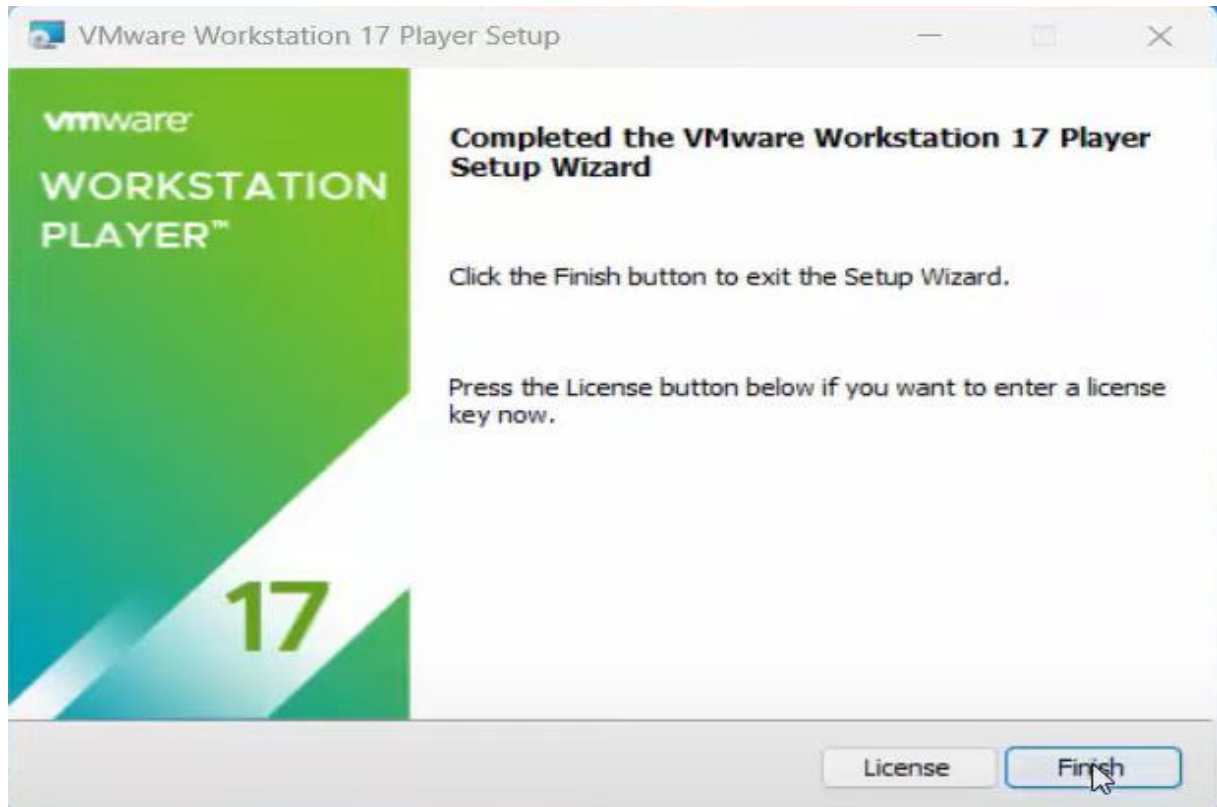 VMware Workstation 17 Player Setup
vmware
WORKSTATION
PLAYER™
17
Completed the VMware Workstation 17 Player
Setup Wizard
Click the Finish button to exit the Setup Wizard.
Press the License button below if you want to enter a license
key now.
License
Finish